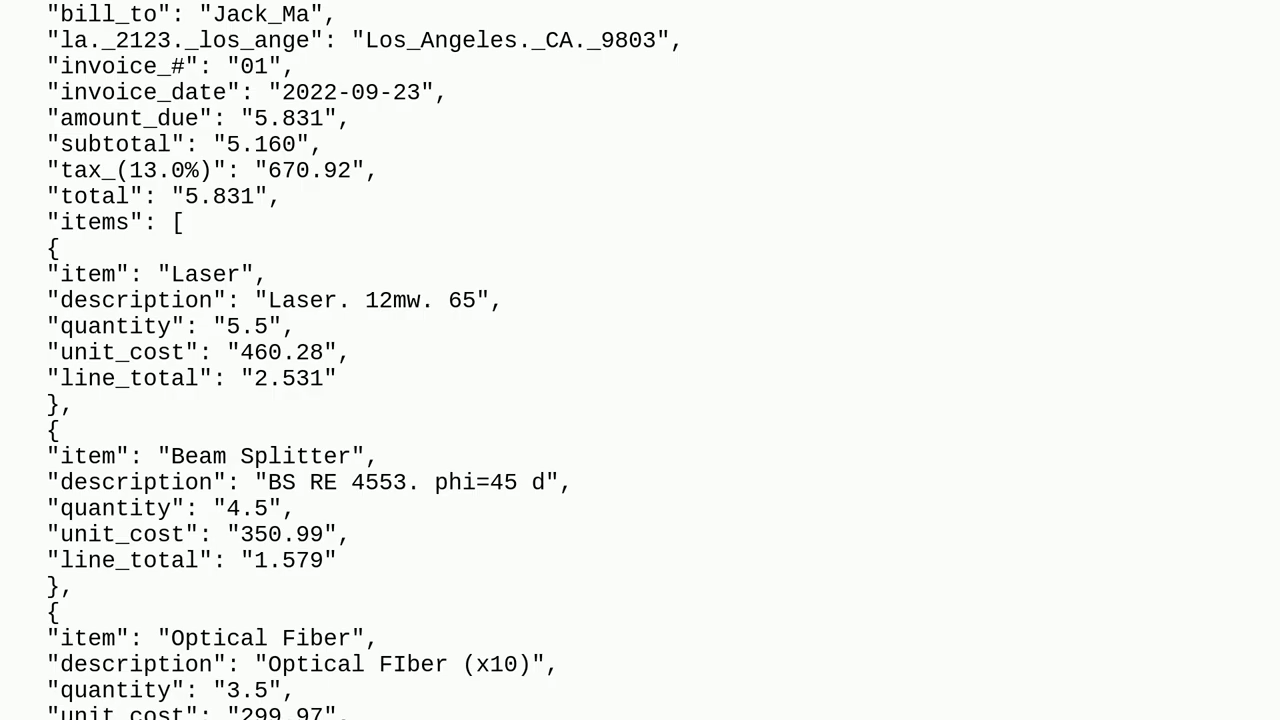 "bill_to": "Jack_Ma",
"la._2123._los_ange": "Los_Angeles._CA._9803",
"invoice_#": "01",
"invoice_date": "2022-09-23",
"amount_due": "5.831",
"subtotal": "5.160",
"tax_(13.0%)": "670.92",
"total": "5.831",
"items": [
{
"item": "Laser",
"description": "Laser. 12mw. 65",
"quantity": "5.5",
"unit_cost": "460.28",
"line_total": "2.531"
},
{
"item": "Beam Splitter",
"description": "BS RE 4553. phi=45 d",
"quantity": "4.5",
"unit_cost": "350.99",
"line_total": "1.579"
},
{
"item": "Optical Fiber",
"description": "Optical FIber (x10)",
"quantity": "3.5",
"unit_cost": "299.97",